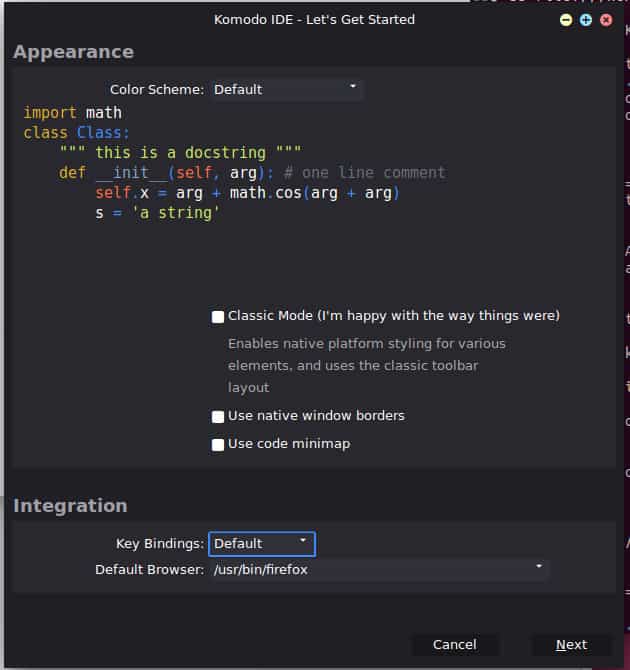 Komodo IDE - Let's Get Started
Appearance
Color Scheme: Default
import math
class Class:
    """ this is a docstring """
    def __init__(self, arg): # one line comment
        self.x = arg + math.cos(arg + arg)
        s = 'a string'
Classic Mode (I'm happy with the way things were)
Enables native platform styling for various
elements, and uses the classic toolbar
layout
Use native window borders
Use code minimap
Integration
Key Bindings: Default
Default Browser: /usr/bin/firefox
Cancel Next